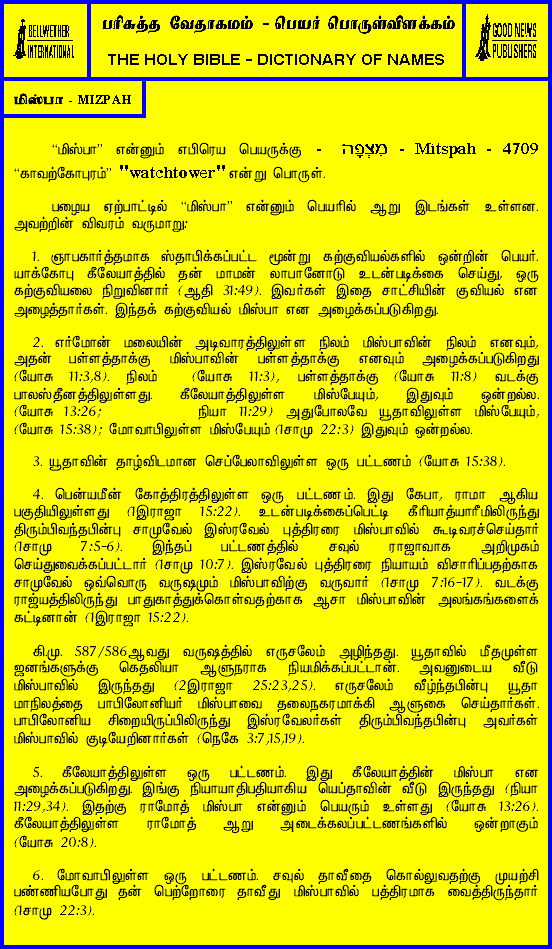 BELLWETHER
INTERNATIONAL
பரிசுத்த வேதாகமம் - பெயர் பொருள்விளக்கம்
THE HOLY BIBLE - DICTIONARY OF NAMES
GOOD NEWS
PUBLISHERS
மிஸ்பா - MIZPAH
“மிஸ்பா” என்னும் எபிரெய பெயருக்கு - מִצְפָּה - Mitspah - 4709
“காவற்கோபுரம்” "watchtower" என்று பொருள்.
பழைய ஏற்பாட்டில் “மிஸ்பா” என்னும் பெயரில் ஆறு இடங்கள் உள்ளன.
அவற்றின் விவரம் வருமாறு:
1. ஞாபகார்த்தமாக ஸ்தாபிக்கப்பட்ட மூன்று கற்குவியல்களில் ஒன்றின் பெயர்.
யாக்கோபு கீலேயாத்தில் தன் மாமன் லாபானோடு உடன்படிக்கை செய்து, ஒரு
கற்குவியலை நிறுவினார் (ஆதி 31:49). இவர்கள் இதை சாட்சியின் குவியல் என
அழைத்தார்கள். இந்தக் கற்குவியல் மிஸ்பா என அழைக்கப்படுகிறது.
2. எர்மோன் மலையின் அடிவாரத்திலுள்ள நிலம் மிஸ்பாவின் நிலம் எனவும்,
அதன் பள்ளத்தாக்கு மிஸ்பாவின் பள்ளத்தாக்கு எனவும் அழைக்கப்படுகிறது
(யோசு 11:3,8). நிலம் (யோசு 11:3), பள்ளத்தாக்கு (யோசு 11:8) வடக்கு
பாலஸ்தீனத்திலுள்ளது. கீலேயாத்திலுள்ள மிஸ்பேயும், இதுவும் ஒன்றல்ல.
(யோசு 13:26; நியா 11:29) அதுபோலவே யூதாவிலுள்ள மிஸ்பேயும்,
(யோசு 15:38); மோவாபிலுள்ள மிஸ்பேயும் (1சாமு 22:3) இதுவும் ஒன்றல்ல.
3. யூதாவின் தாழ்விடமான செப்பேலாவிலுள்ள ஒரு பட்டணம் (யோசு 15:38).
4. பென்யமீன் கோத்திரத்திலுள்ள ஒரு பட்டணம். இது கேபா, ராமா ஆகிய
பகுதியிலுள்ளது (1இராஜா 15:22). உடன்படிக்கைப்பெட்டி கீரியாத்யாரீமிலிருந்து
திரும்பிவந்தபின்பு சாமுவேல் இஸ்ரவேல் புத்திரரை மிஸ்பாவில் கூடிவரச்செய்தார்
(1சாமு 7:5-6). இந்தப் பட்டணத்தில் சவுல் ராஜாவாக அறிமுகம்
செய்துவைக்கப்பட்டார் (1சாமு 10:7). இஸ்ரவேல் புத்திரரை நியாயம் விசாரிப்பதற்காக
சாமுவேல் ஒவ்வொரு வருஷமும் மிஸ்பாவிற்கு வருவார் (1சாமு 7:16-17). வடக்கு
ராஜ்யத்திலிருந்து பாதுகாத்துக்கொள்வதற்காக ஆசா மிஸ்பாவின் அலங்கங்களைக்
கட்டினான் (1இராஜா 15:22).
கி.மு. 587/586ஆவது வருஷத்தில் எருசலேம் அழிந்தது. யூதாவில் மீதமுள்ள
ஜனங்களுக்கு கெதலியா ஆளுநராக நியமிக்கப்பட்டான். அவனுடைய வீடு
மிஸ்பாவில் இருந்தது (2இராஜா 25:23,25). எருசலேம் வீழ்ந்தபின்பு யூதா
மாநிலத்தை பாபிலோனியர் மிஸ்பாவை தலைநகரமாக்கி ஆளுகை செய்தார்கள்.
பாபிலோனிய சிறையிருப்பிலிருந்து இஸ்ரவேலர்கள் திரும்பிவந்தபின்பு அவர்கள்
மிஸ்பாவில் குடியேறினார்கள் (நெகே 3:7,15,19).
5. கீலேயாத்திலுள்ள ஒரு பட்டணம். இது கீலேயாத்தின் மிஸ்பா என
அழைக்கப்படுகிறது. இங்கு நியாயாதிபதியாகிய யெப்தாவின் வீடு இருந்தது (நியா
11:29,34). இதற்கு ராமோத் மிஸ்பா என்னும் பெயரும் உள்ளது (யோசு 13:26).
கீலேயாத்திலுள்ள ராமோத் ஆறு அடைக்கலப்பட்டணங்களில் ஒன்றாகும்
(யோசு 20:8).
6. மோவாபிலுள்ள ஒரு பட்டணம். சவுல் தாவீதை கொல்லுவதற்கு முயற்சி
பண்ணியபோது தன் பெற்றோரை தாவீது மிஸ்பாவில் பத்திரமாக வைத்திருந்தார்
(1சாமு 22:3).